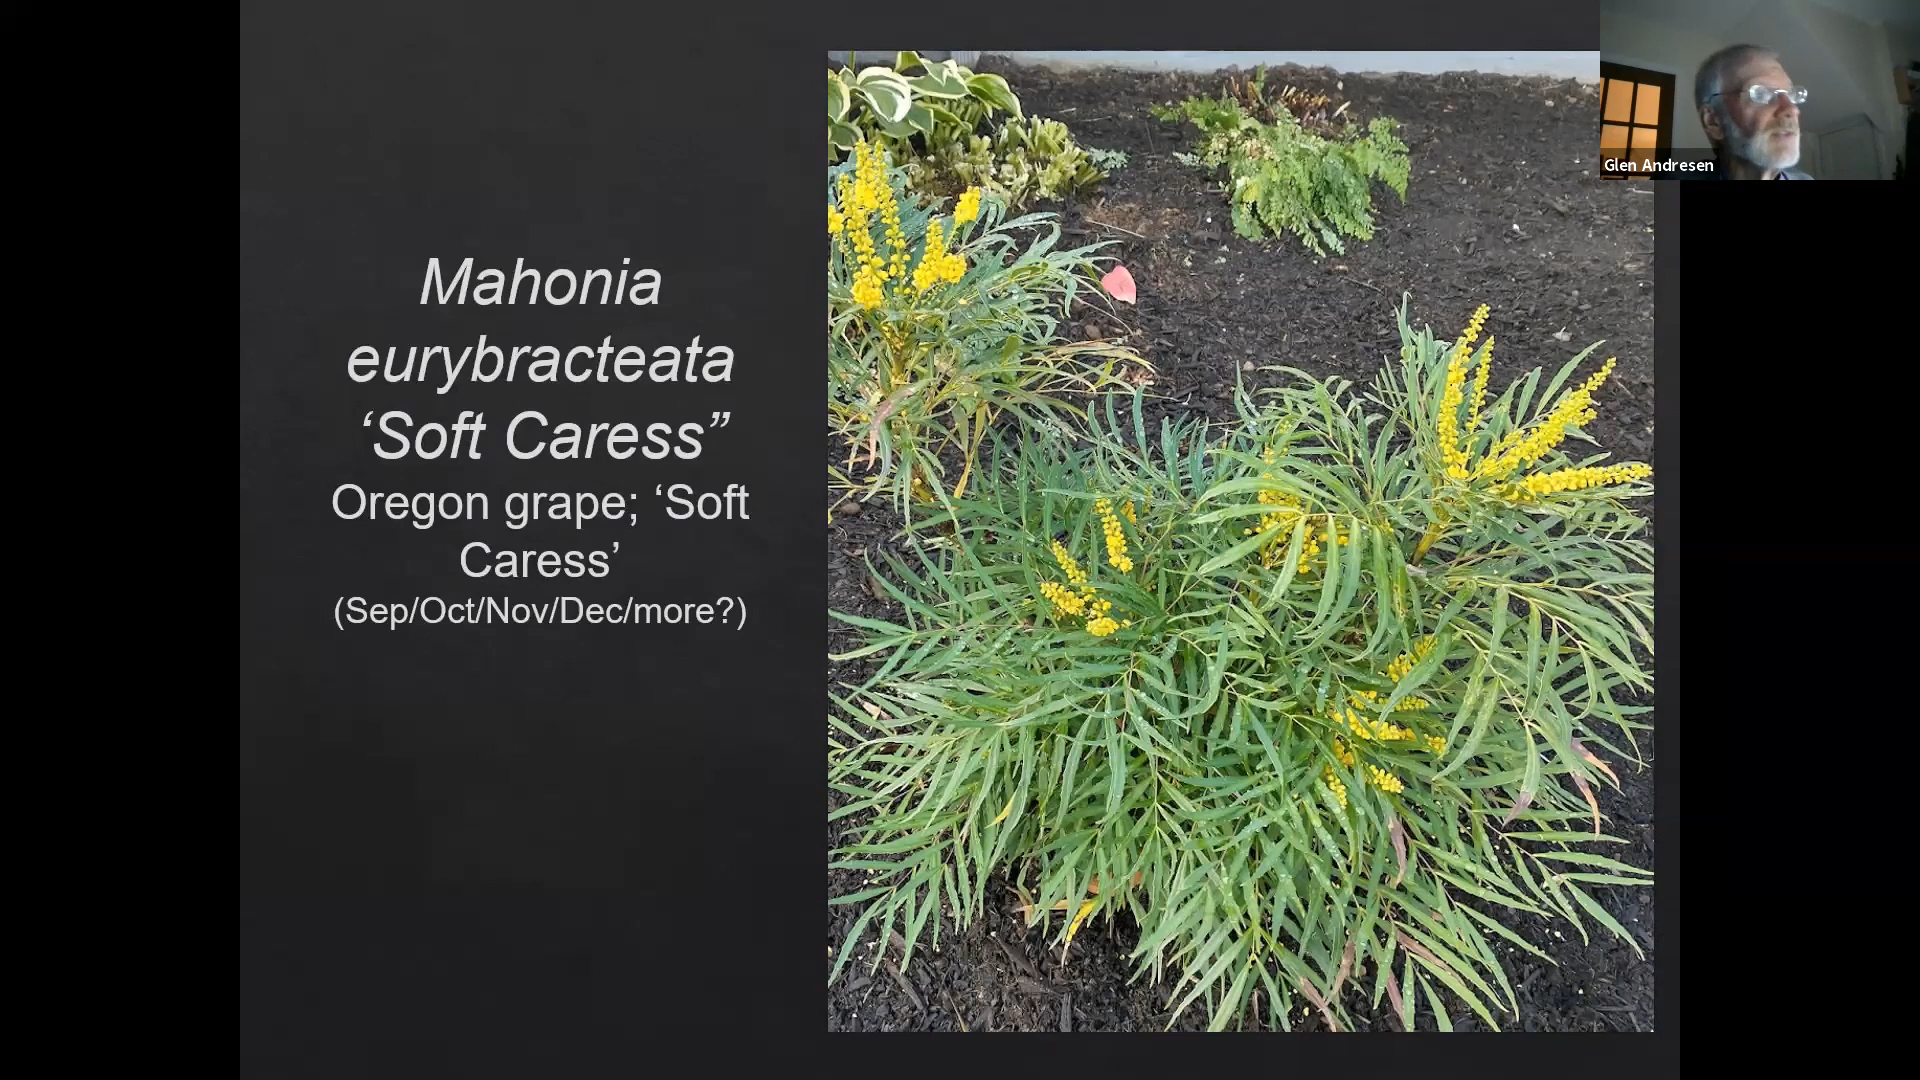 Mahonia
eurybracteata
‘Soft Caress”
Oregon grape; ‘Soft
Caress’
(Sep/Oct/Nov/Dec/more?)
Glen Andresen